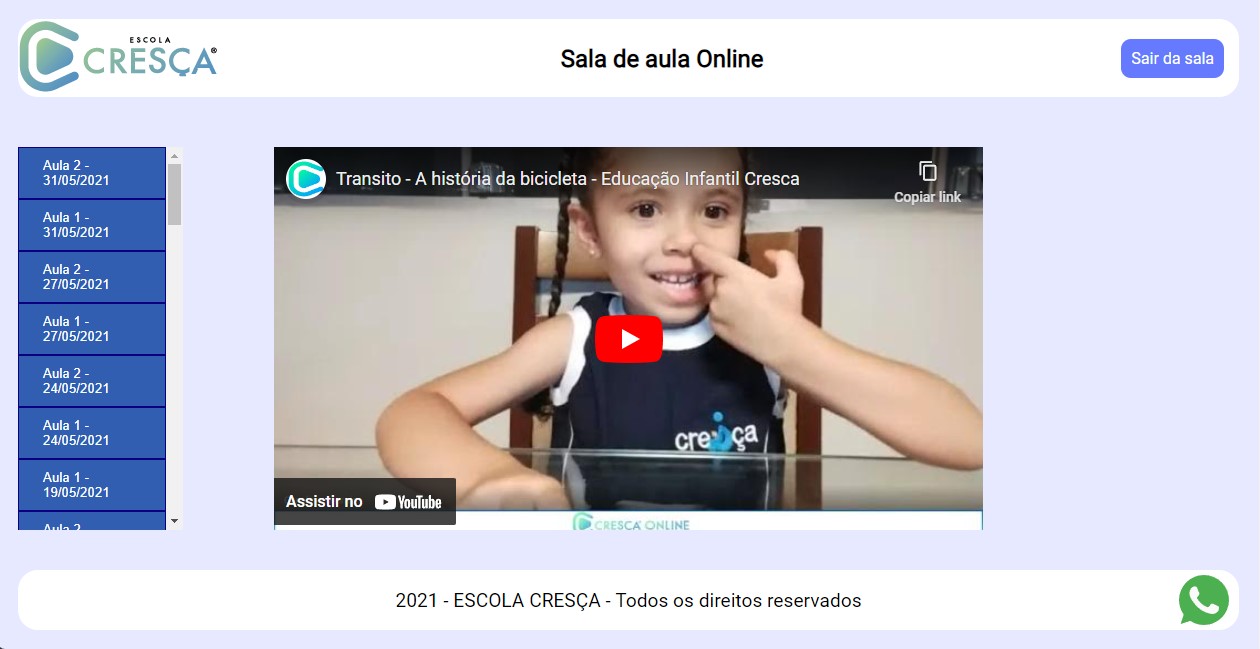 ESCOLA
CRESÇA®
Sala de aula Online
Sair da sala
Aula 2 -
31/05/2021
Aula 1 -
31/05/2021
Aula 2 -
27/05/2021
Aula 1 -
27/05/2021
Aula 2 -
24/05/2021
Aula 1 -
24/05/2021
Aula 1 -
19/05/2021
Aula 2
Transito - A história da bicicleta - Educação Infantil Cresca
Copiar link
cresça
Assistir no YouTube
CRESÇA ONLINE
2021 - ESCOLA CRESÇA - Todos os direitos reservados